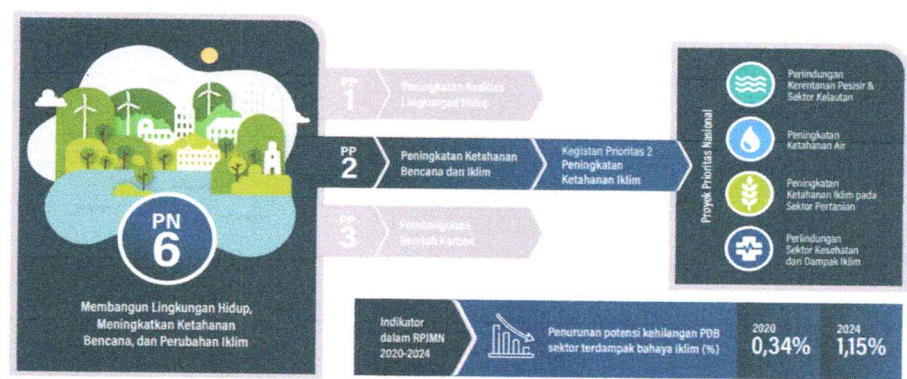 PN
6
Membangun Lingkungan Hidup,
Meningkatkan Ketahanan
Bencana, dan Perubahan Iklim
PP
1
Peningkatan Kualitas
Lingkungan Hidup
PP
2
Peningkatan Ketahanan
Bencana dan Iklim
Kegiatan Prioritas 2
Peningkatan
Ketahanan Iklim
PP
3
Pembangunan
Rendah Karbon
Proyek Prioritas Nasional
Perlindungan
Kerentanan Pesisir &
Sektor Kelautan
Peningkatan
Ketahanan Air
Peningkatan
Ketahanan Iklim pada
Sektor Pertanian
Perlindungan
Sektor Kesehatan
dari Dampak Iklim
Indikator
dalam RPJMN
2020-2024
Penurunan potensi kehilangan PDB
sektor terdampak bahaya iklim (%)
2020
0,34%
2024
1,15%